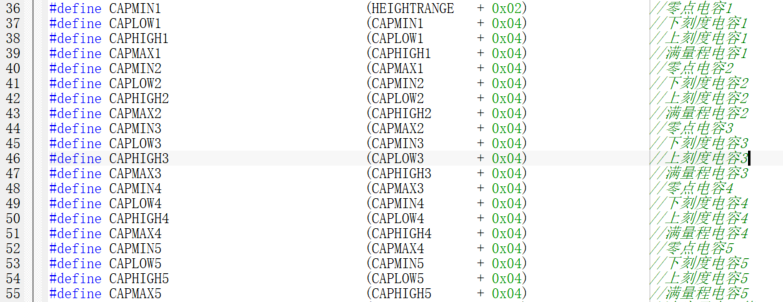 36 #define CAPMIN1 (HEIGHTRANGE + 0x02) //零点电容1
37 #define CAPLOW1 (CAPMIN1 + 0x04) //下刻度电容1
38 #define CAPHIGH1 (CAPLOW1 + 0x04) //上刻度电容1
39 #define CAPMAX1 (CAPHIGH1 + 0x04) //满量程电容1
40 #define CAPMIN2 (CAPMAX1 + 0x04) //零点电容2
41 #define CAPLOW2 (CAPMIN2 + 0x04) //下刻度电容2
42 #define CAPHIGH2 (CAPLOW2 + 0x04) //上刻度电容2
43 #define CAPMAX2 (CAPHIGH2 + 0x04) //满量程电容2
44 #define CAPMIN3 (CAPMAX2 + 0x04) //零点电容3
45 #define CAPLOW3 (CAPMIN3 + 0x04) //下刻度电容3
46 #define CAPHIGH3 (CAPLOW3 + 0x04) //上刻度电容3
47 #define CAPMAX3 (CAPHIGH3 + 0x04) //满量程电容3
48 #define CAPMIN4 (CAPMAX3 + 0x04) //零点电容4
49 #define CAPLOW4 (CAPMIN4 + 0x04) //下刻度电容4
50 #define CAPHIGH4 (CAPLOW4 + 0x04) //上刻度电容4
51 #define CAPMAX4 (CAPHIGH4 + 0x04) //满量程电容4
52 #define CAPMIN5 (CAPMAX4 + 0x04) //零点电容5
53 #define CAPLOW5 (CAPMIN5 + 0x04) //下刻度电容5
54 #define CAPHIGH5 (CAPLOW5 + 0x04) //上刻度电容5
55 #define CAPMAX5 (CAPHIGH5 + 0x04) //满量程电容5